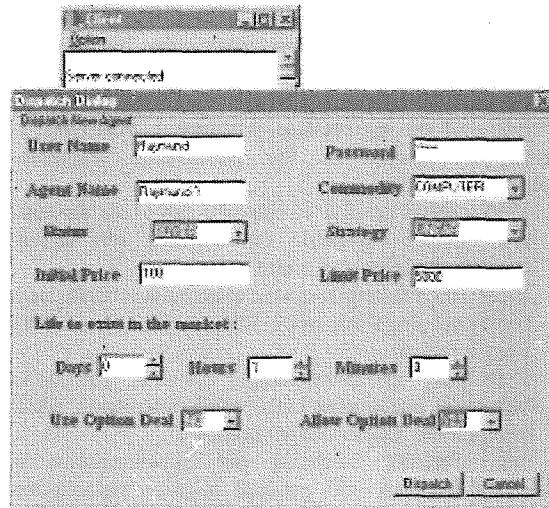 Server connected
Dispatch Dialog
Dispatch New Agent
User Name Raymond
Password
Agent Name
Commodity COMPUTER
Status
Strategy
Initial Price 100
Limit Price
Life to exist in the market :
Days 0 Hours Minutes
Use Option Deal
Allow Option Deal
Dispatch Cancel